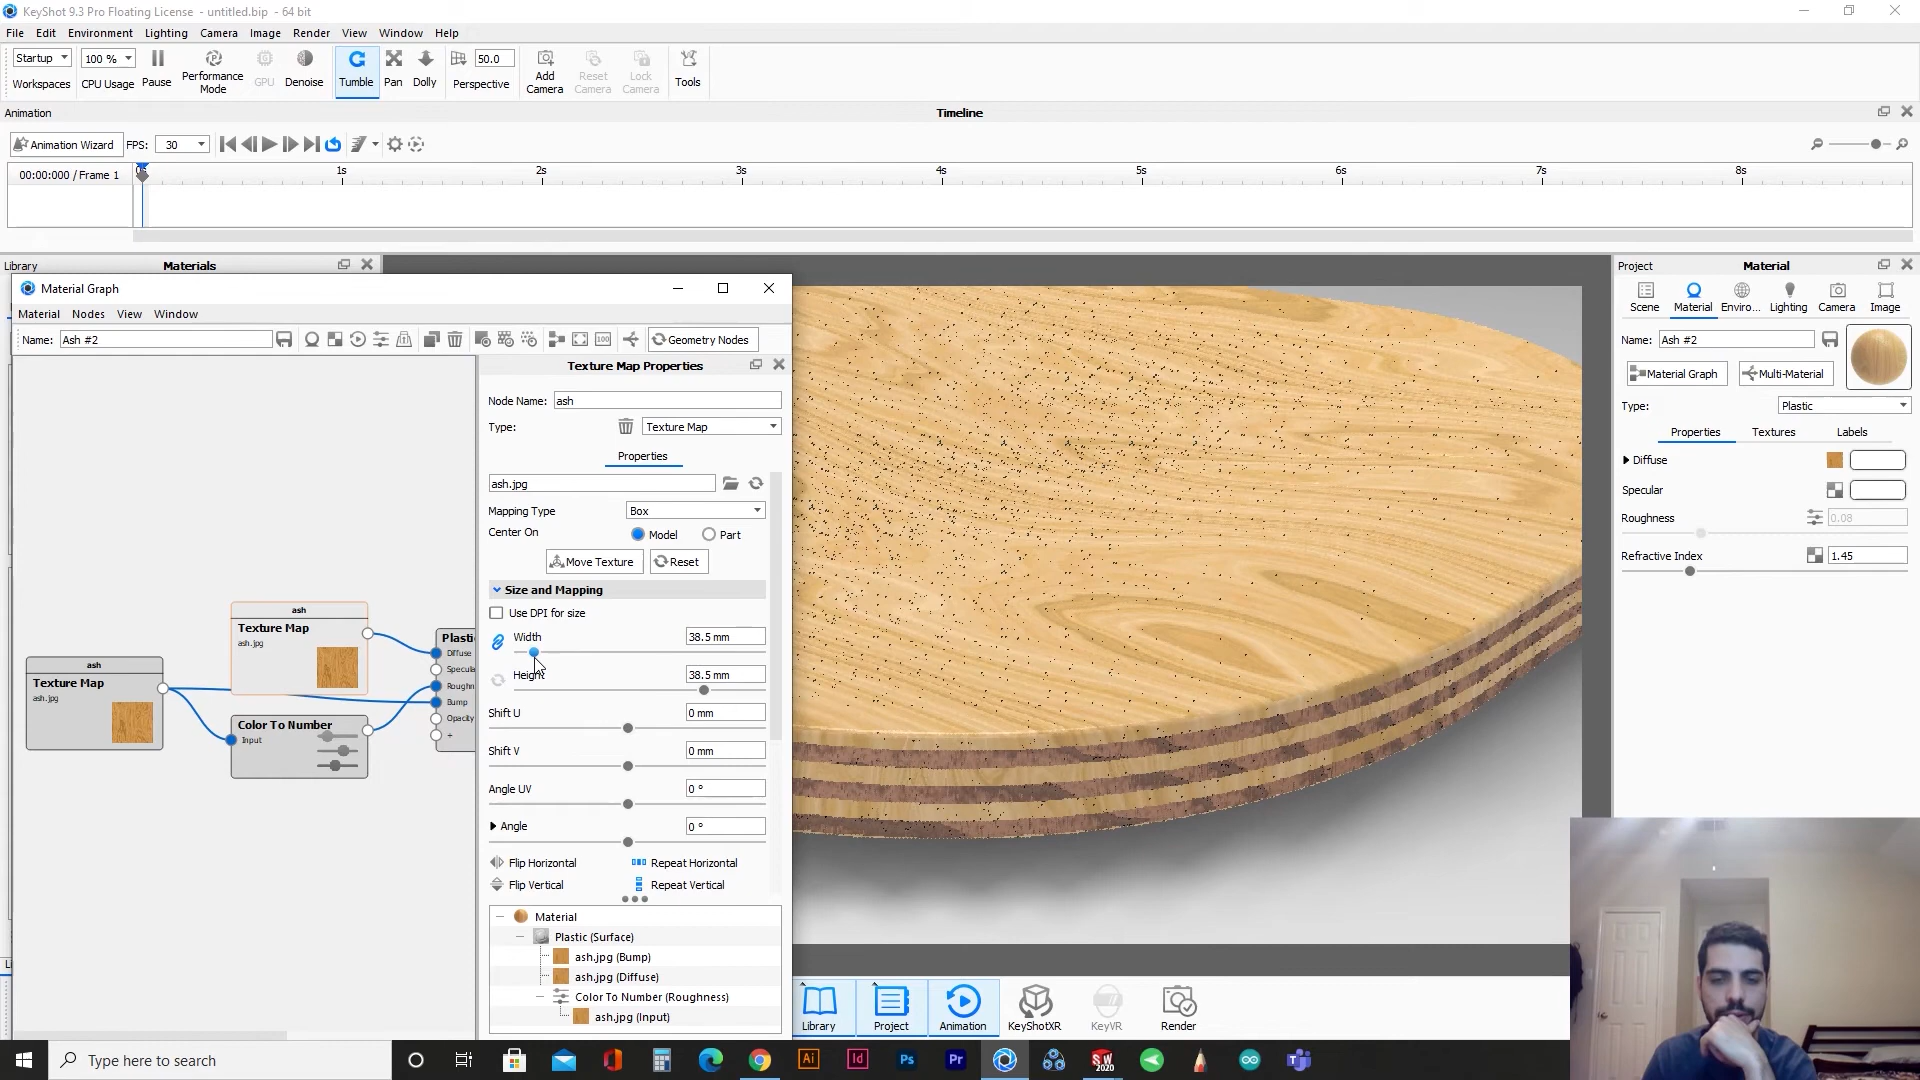 KeyShot 9.3 Pro Floating License - untitled.bip - 64 bit
File Edit Environment Lighting Camera Image Render View Window Help
Startup 100 % 50.0
Workspaces CPU Usage Pause Performance Mode GPU Denoise Tumble Pan Dolly Perspective Add Camera Reset Camera Lock Camera Tools
Animation Timeline
Animation Wizard FPS: 30
00:00:000 / Frame 1 1s 2s 3s 4s 5s 6s 7s 8s
Library Materials
Material Graph
Material Nodes View Window
Name: Ash #2 Geometry Nodes
Texture Map Properties
Node Name: ash
Type: Texture Map
Properties
ash.jpg
Mapping Type Box
Center On Model Part
Move Texture Reset
Size and Mapping
Use DPI for size
Width 38.5 mm
Height 38.5 mm
Shift U 0 mm
Shift V 0 mm
Angle UV 0 °
Angle 0 °
Flip Horizontal Repeat Horizontal
Flip Vertical Repeat Vertical
Material
Plastic (Surface)
ash.jpg (Bump)
ash.jpg (Diffuse)
Color To Number (Roughness)
ash.jpg (Input)
ash
Texture Map
ash.jpg
ash
Texture Map
ash.jpg
Color To Number
Input
Plastic
Diffuse
Specula
Roughn
Bump
Opacity
+
Project Material
Scene Material Enviro... Lighting Camera Image
Name: Ash #2
Material Graph Multi-Material
Type: Plastic
Properties Textures Labels
Diffuse
Specular
Roughness 0.08
Refractive Index 1.45
Library Project Animation KeyShotXR KeyVR Render
Type here to search
Ai Id Ps Pr SW 2020